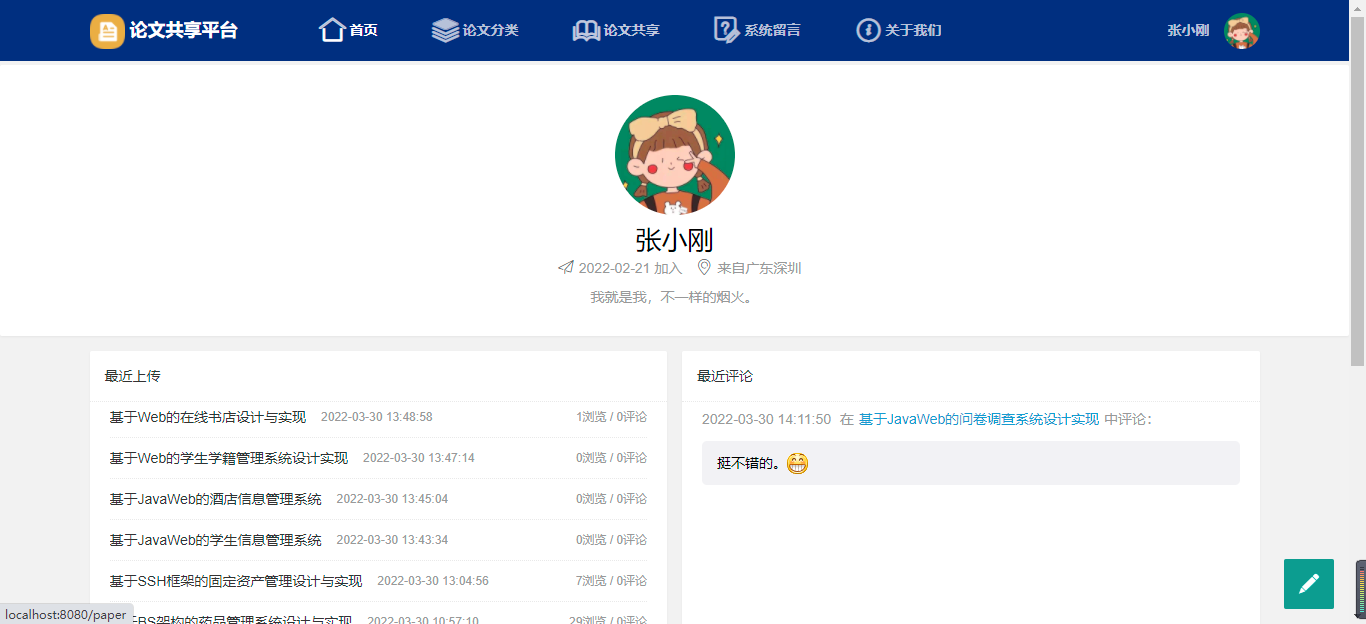 论文共享平台 首页 论文分类 论文共享 系统留言 关于我们 张小刚
张小刚
2022-02-21 加入 来自广东深圳
我就是我，不一样的烟火。
最近上传
基于Web的在线书店设计与实现 2022-03-30 13:48:58 1浏览 / 0评论
基于Web的学生学籍管理系统设计实现 2022-03-30 13:47:14 0浏览 / 0评论
基于JavaWeb的酒店信息管理系统 2022-03-30 13:45:04 0浏览 / 0评论
基于JavaWeb的学生信息管理系统 2022-03-30 13:43:34 0浏览 / 0评论
基于SSH框架的固定资产管理设计与实现 2022-03-30 13:04:56 7浏览 / 0评论
于BS架构的药品管理系统设计与实现 2022-03-30 10:57:10 29浏览 / 0评论
最近评论
2022-03-30 14:11:50 在 基于JavaWeb的问卷调查系统设计实现 中评论：
挺不错的。😁
localhost:8080/paper